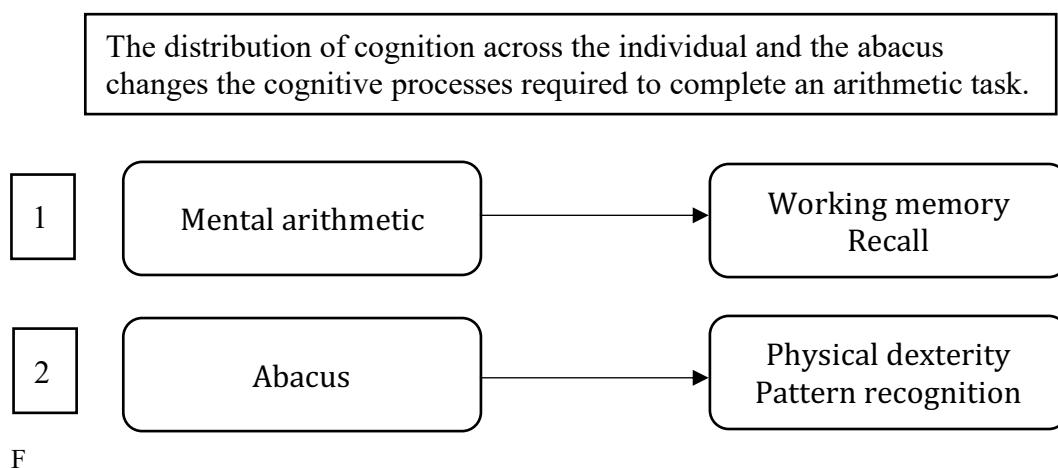 The distribution of cognition across the individual and the abacus
changes the cognitive processes required to complete an arithmetic task.
1
Mental arithmetic
Working memory
Recall
2
Abacus
Physical dexterity
Pattern recognition
F